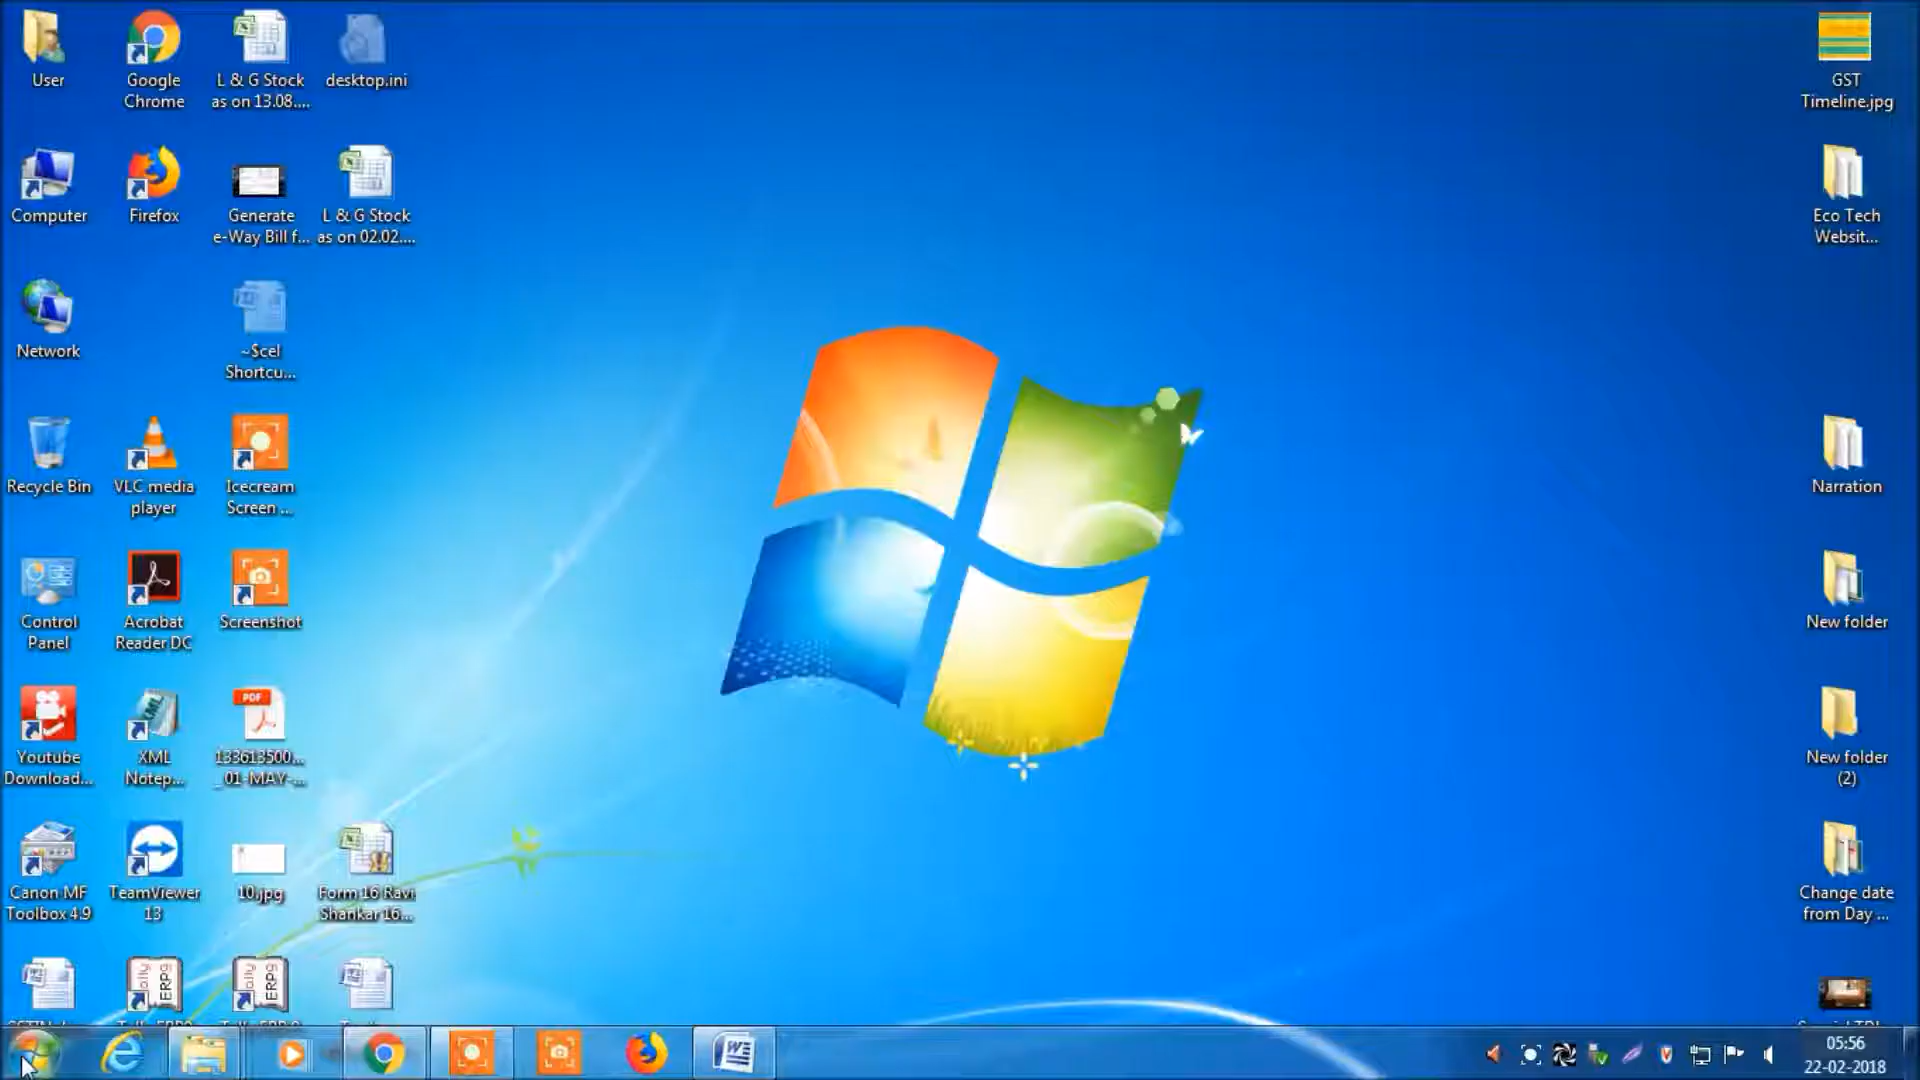 User
Google
Chrome
L & G Stock
as on 13.08....
desktop.ini
GST
Timeline.jpg
Computer
Firefox
Generate
e-Way Bill f...
L & G Stock
as on 02.02....
Eco Tech
Websit...
Network
~$cel
Shortcu...
Recycle Bin
VLC media
player
Icecream
Screen ...
Narration
Control
Panel
Acrobat
Reader DC
Screenshot
New folder
PDF
Youtube
Download...
XML
Notep...
133613500...
_01-MAY-...
New folder
(2)
Canon MF
Toolbox 4.9
TeamViewer
13
10.jpg
Form 16 Ravi
Shankar 16...
Change date
from Day ...
05:56
22-02-2018